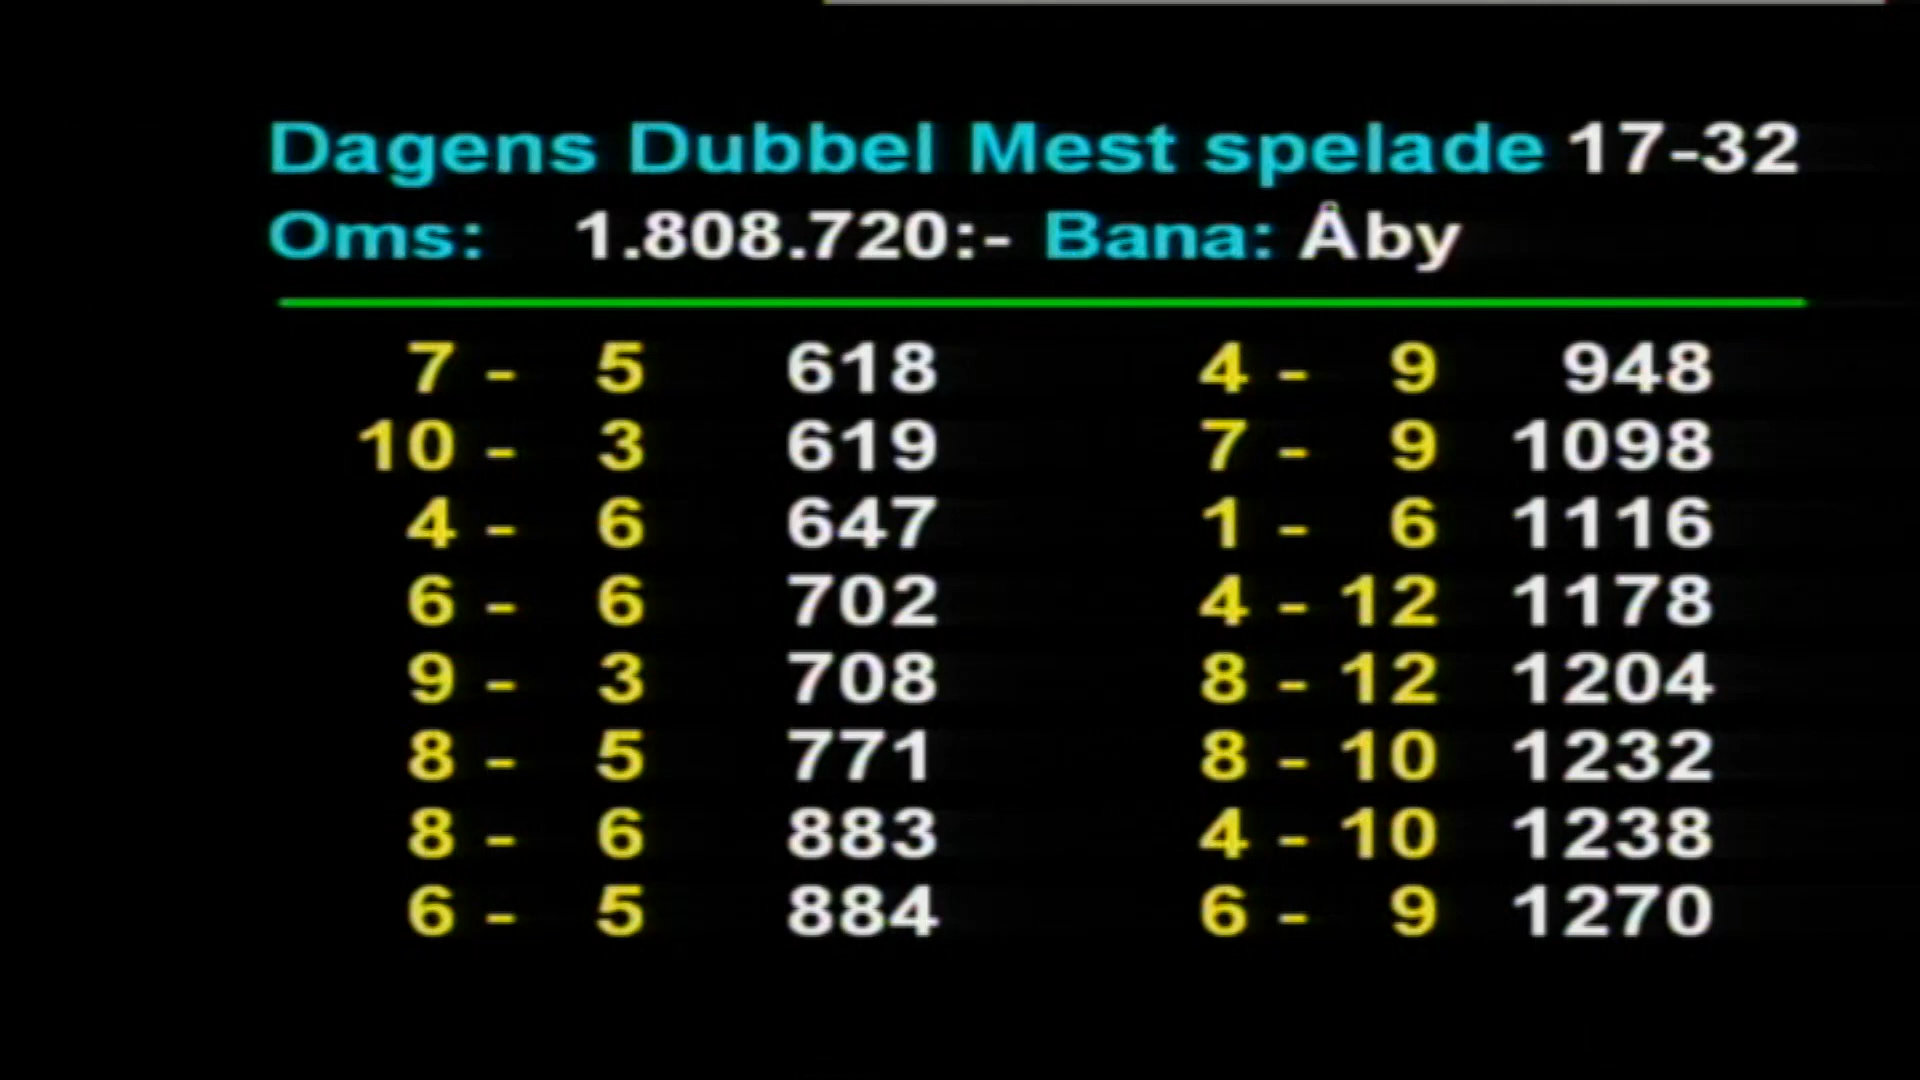 Dagens Dubbel Mest spelade 17-32
Oms: 1.808.720:- Bana: Åby
7 - 5 618 4 - 9 948
10 - 3 619 7 - 9 1098
4 - 6 647 1 - 6 1116
6 - 6 702 4 - 12 1178
9 - 3 708 8 - 12 1204
8 - 5 771 8 - 10 1232
8 - 6 883 4 - 10 1238
6 - 5 884 6 - 9 1270